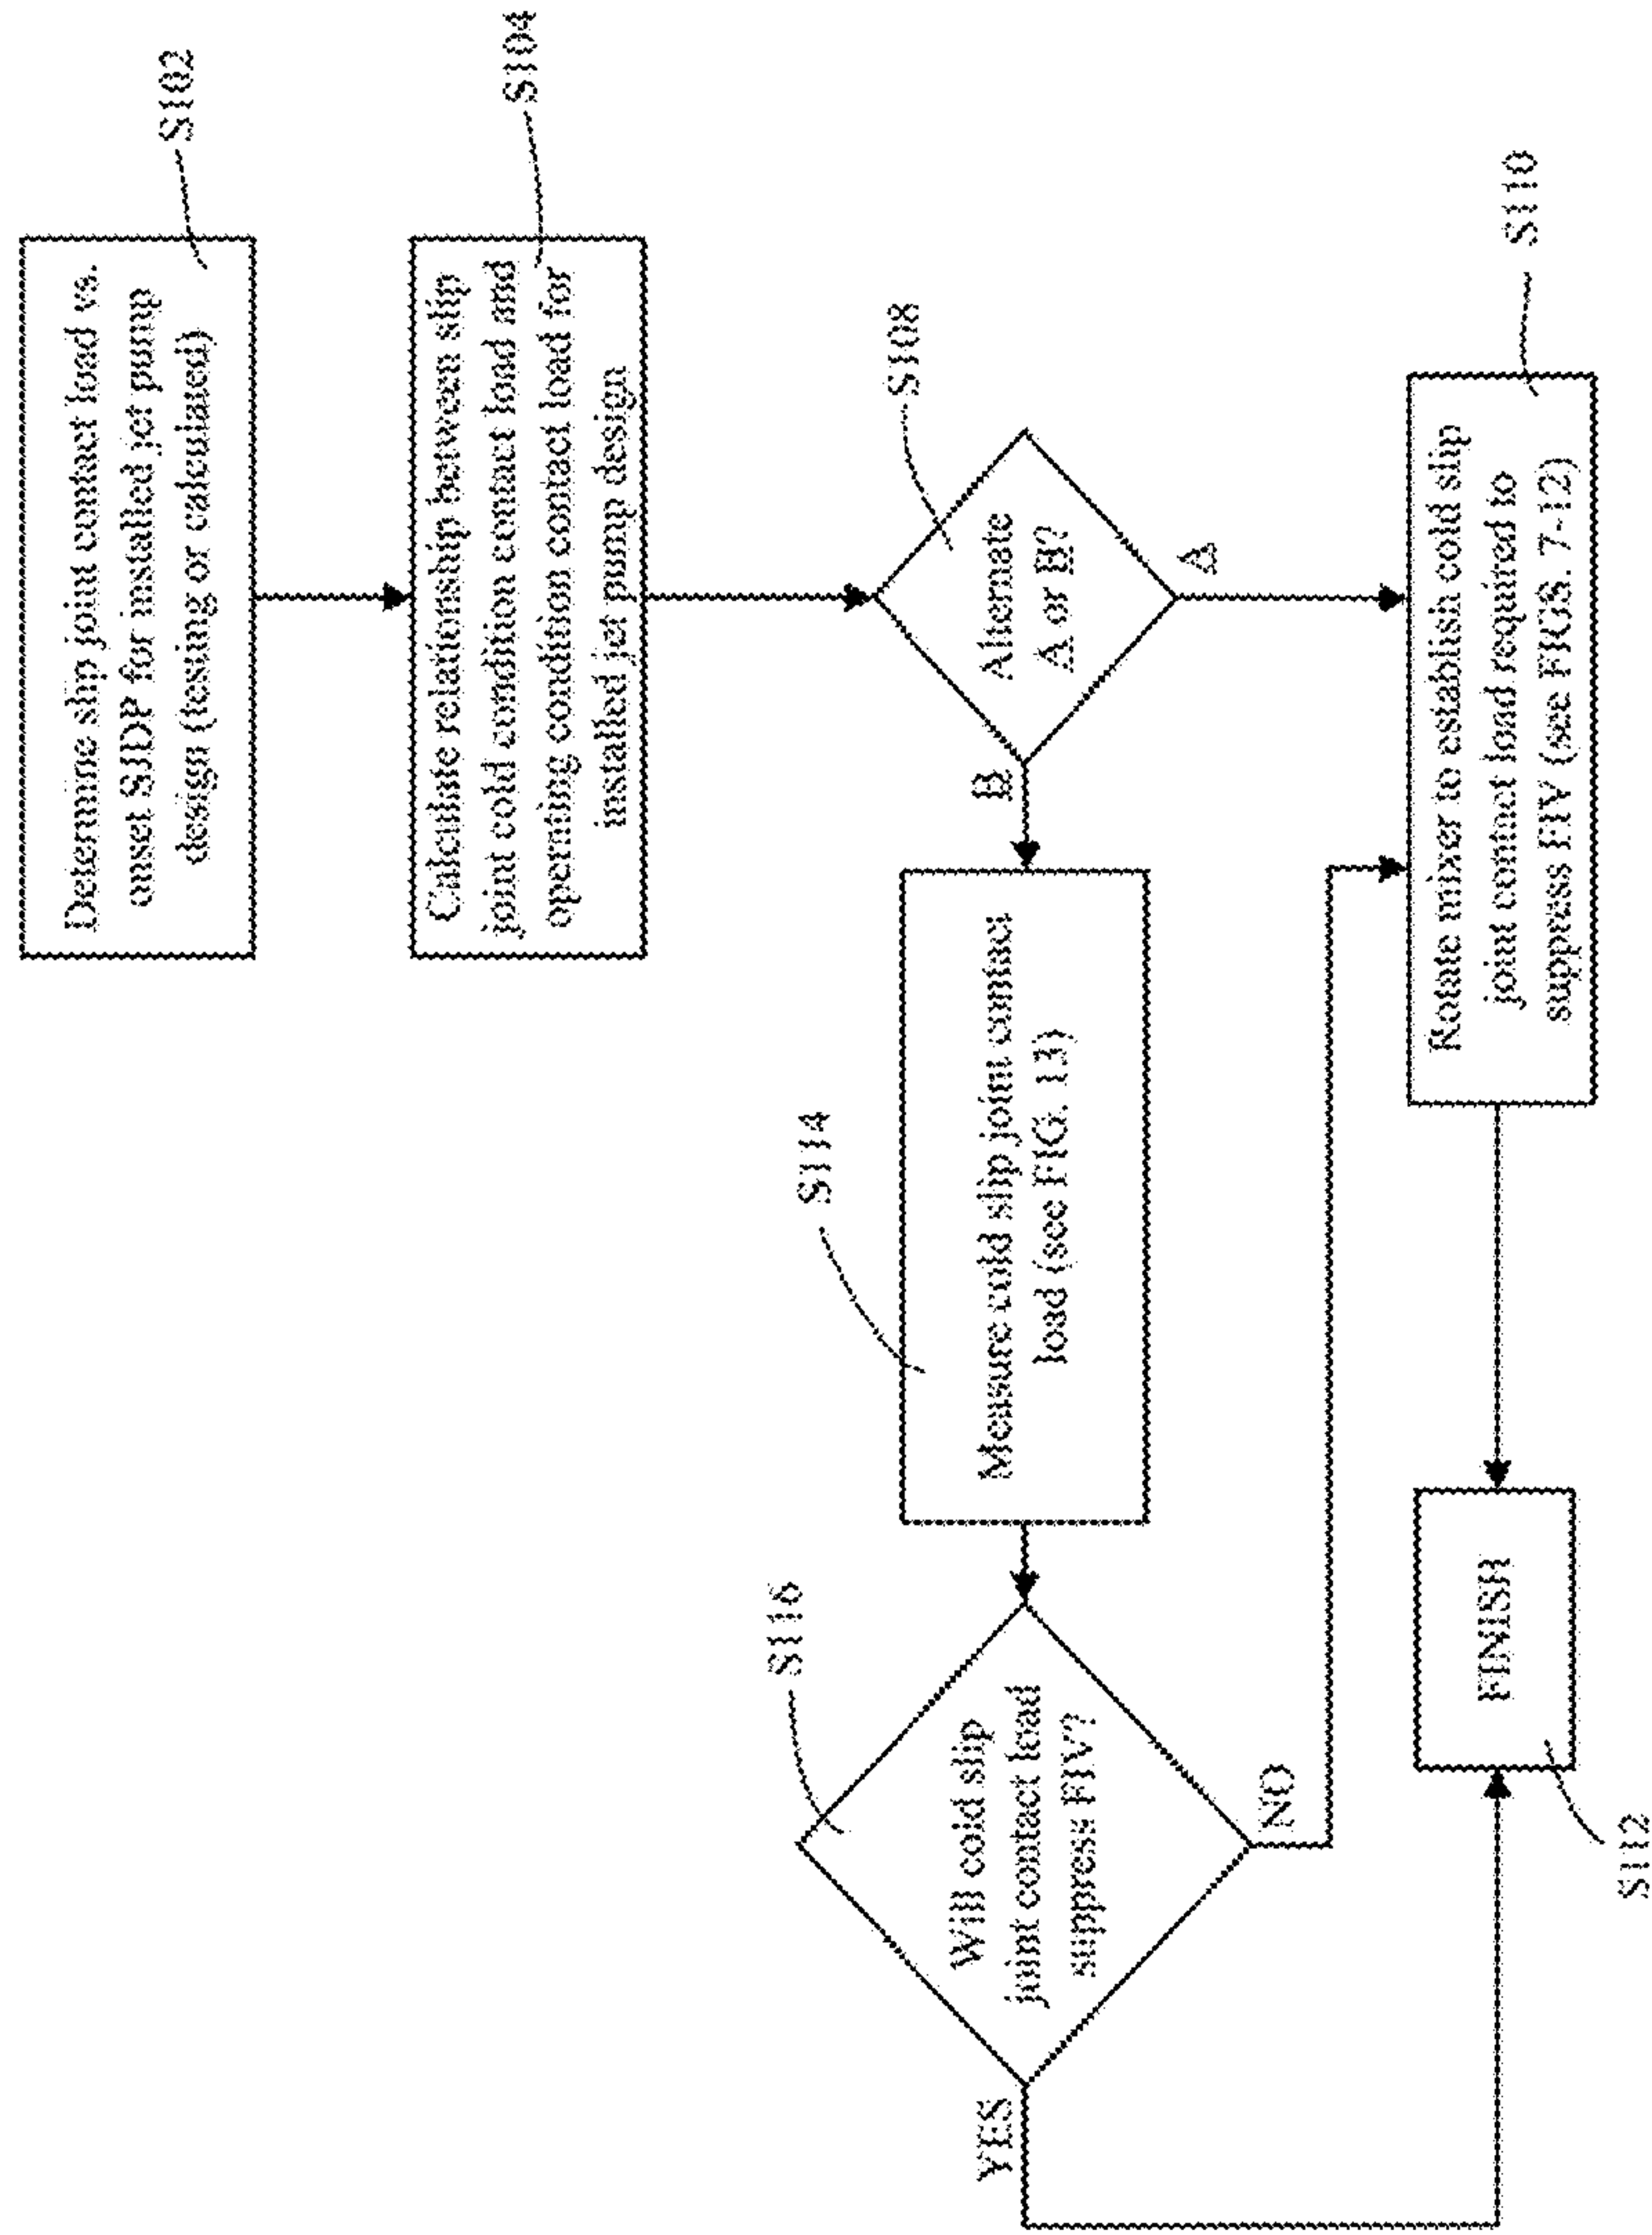 Determine slip joint contact load vs.
onset SJDP for installed jet pump
design (testing or calculated)
S102
Calculate relationship between slip
joint cold condition contact load and
operating condition contact load for
installed jet pump design
S104
Alternate
A or B?
S108
A
B
Measure cold slip joint contact
load (see FIG. 13)
S114
Will cold slip
joint contact load
suppress FIV?
S116
YES
NO
Rotate mixer to establish cold slip
joint contact load required to
suppress FIV (see FIGS. 7-12)
S110
FINISH
S112